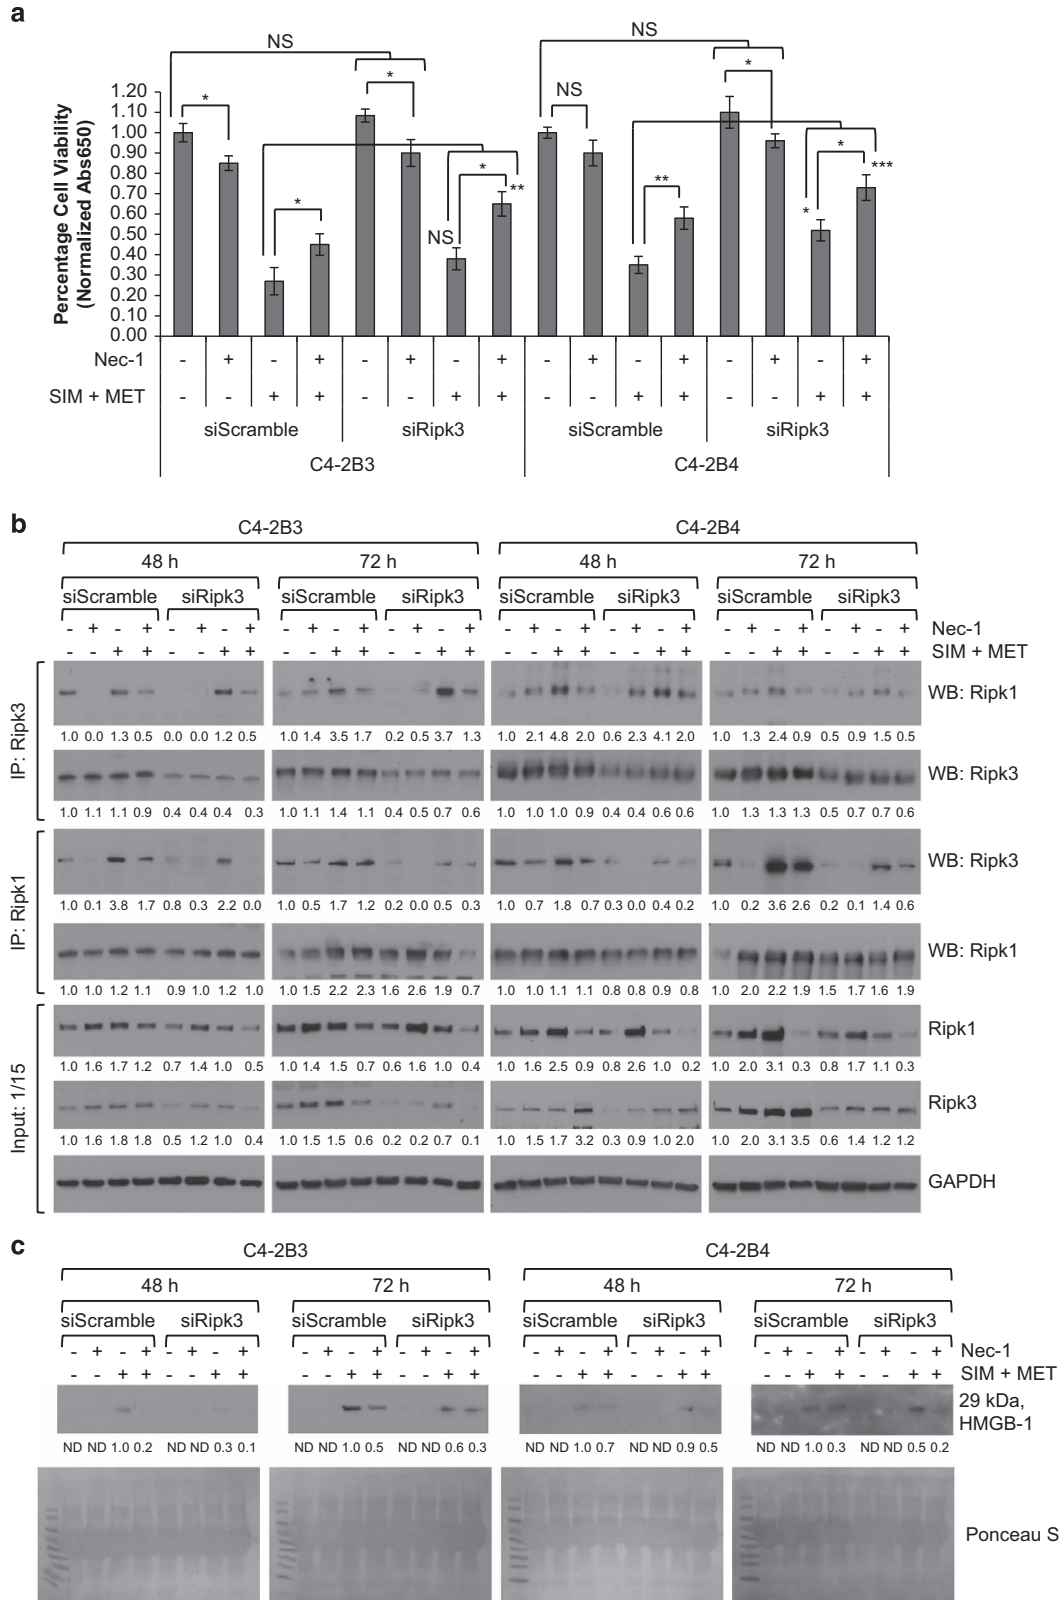 a
NS NS
* * NS *
* * NS * ** ** * * ***
Percentage Cell Viability
(Normalized Abs650)
1.20
1.10
1.00
0.90
0.80
0.70
0.60
0.50
0.40
0.30
0.20
0.10
0.00
Nec-1 - + - + - + - + - + - + - + - +
SIM + MET - - + + - - + + - - + + - - + +
siScramble siRipk3 siScramble siRipk3
C4-2B3 C4-2B4
b
C4-2B3 C4-2B4
48 h 72 h 48 h 72 h
siScramble siRipk3 siScramble siRipk3 siScramble siRipk3 siScramble siRipk3
- + - + - + - + - + - + - + - + - + - + - + - + - + - + - + - + Nec-1
- - + + - - + + - - + + - - + + - - + + - - + + - - + + - - + + SIM + MET
IP: Ripk3
WB: Ripk1
1.0 0.0 1.3 0.5 0.0 0.0 1.2 0.5 1.0 1.4 3.5 1.7 0.2 0.5 3.7 1.3 1.0 2.1 4.8 2.0 0.6 2.3 4.1 2.0 1.0 1.3 2.4 0.9 0.5 0.9 1.5 0.5
WB: Ripk3
1.0 1.1 1.1 0.9 0.4 0.4 0.4 0.3 1.0 1.1 1.4 1.1 0.4 0.5 0.7 0.6 1.0 1.0 1.0 0.9 0.4 0.4 0.6 0.6 1.0 1.3 1.3 1.3 0.5 0.7 0.7 0.6
IP: Ripk1
WB: Ripk3
1.0 0.1 3.8 1.7 0.8 0.3 2.2 0.0 1.0 0.5 1.7 1.2 0.2 0.0 0.5 0.3 1.0 0.7 1.8 0.7 0.3 0.0 0.4 0.2 1.0 0.2 3.6 2.6 0.2 0.1 1.4 0.6
WB: Ripk1
1.0 1.0 1.2 1.1 0.9 1.0 1.2 1.0 1.0 1.5 2.2 2.3 1.6 2.6 1.9 0.7 1.0 1.0 1.1 1.1 0.8 0.8 0.9 0.8 1.0 2.0 2.2 1.9 1.5 1.7 1.6 1.9
Input: 1/15
Ripk1
1.0 1.6 1.7 1.2 0.7 1.4 1.0 0.5 1.0 1.4 1.5 0.7 0.6 1.6 1.0 0.4 1.0 1.6 2.5 0.9 0.8 2.6 1.0 0.2 1.0 2.0 3.1 0.3 0.8 1.7 1.1 0.3
Ripk3
1.0 1.6 1.8 1.8 0.5 1.2 1.0 0.4 1.0 1.5 1.5 0.6 0.2 0.2 0.7 0.1 1.0 1.5 1.7 3.2 0.3 0.9 1.0 2.0 1.0 2.0 3.1 3.5 0.6 1.4 1.2 1.2
GAPDH
c
C4-2B3 C4-2B4
48 h 72 h 48 h 72 h
siScramble siRipk3 siScramble siRipk3 siScramble siRipk3 siScramble siRipk3
- + - + - + - + - + - + - + - + - + - + - + - + - + - + - + - + Nec-1
- - + + - - + + - - + + - - + + - - + + - - + + - - + + - - + + SIM + MET
29 kDa,
HMGB-1
ND ND 1.0 0.2 ND ND 0.3 0.1 ND ND 1.0 0.5 ND ND 0.6 0.3 ND ND 1.0 0.7 ND ND 0.9 0.5 ND ND 1.0 0.3 ND ND 0.5 0.2
Ponceau S